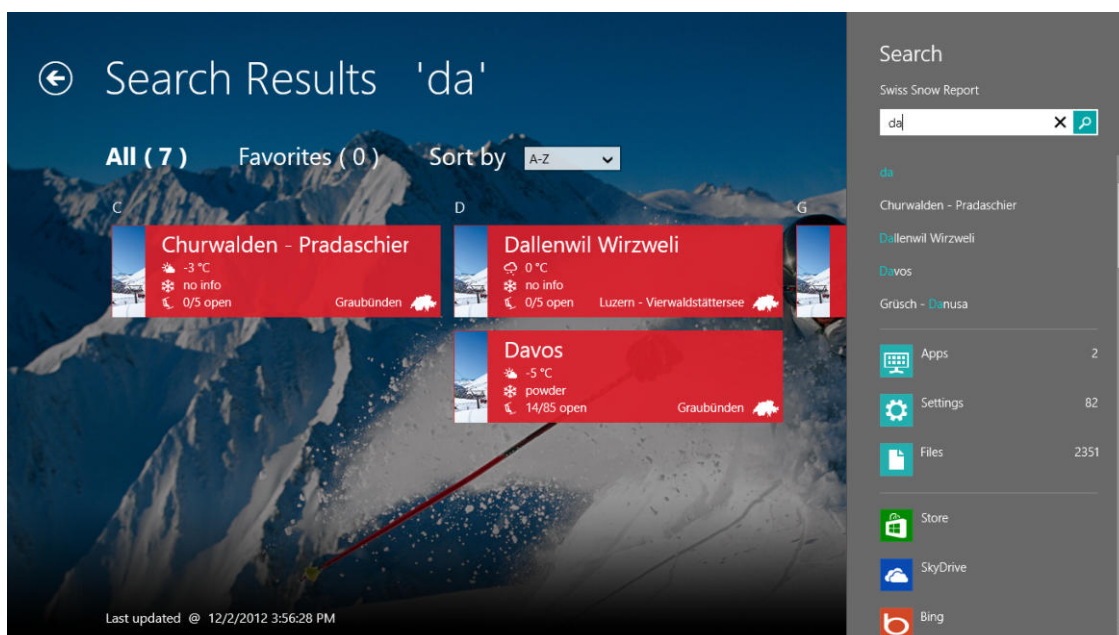 Search Results 'da'
All ( 7 ) Favorites ( 0 ) Sort by A-Z
C
Churwalden - Pradaschier
-3 °C
no info
0/5 open Graubünden
D
Dallenwil Wirzweli
0 °C
no info
0/5 open Luzern - Vierwaldstättersee
Davos
-5 °C
powder
14/85 open Graubünden
G
Last updated @ 12/2/2012 3:56:28 PM
Search
Swiss Snow Report
da
da
Churwalden - Pradaschier
Dallenwil Wirzweli
Davos
Grüsch - Danusa
Apps 2
Settings 82
Files 2351
Store
SkyDrive
Bing